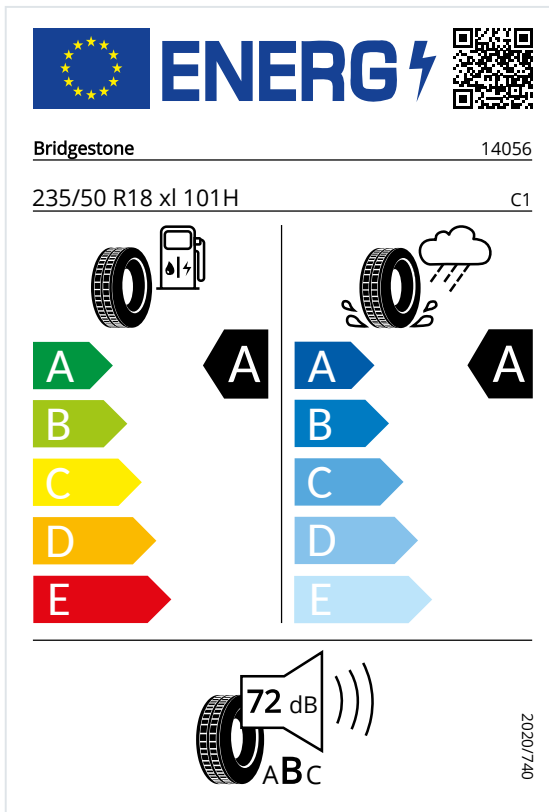 ENERG
Bridgestone 14056
235/50 R18 xl 101H C1
A A A A
B B
C C
D D
E E
72 dB
ABC
2020/740